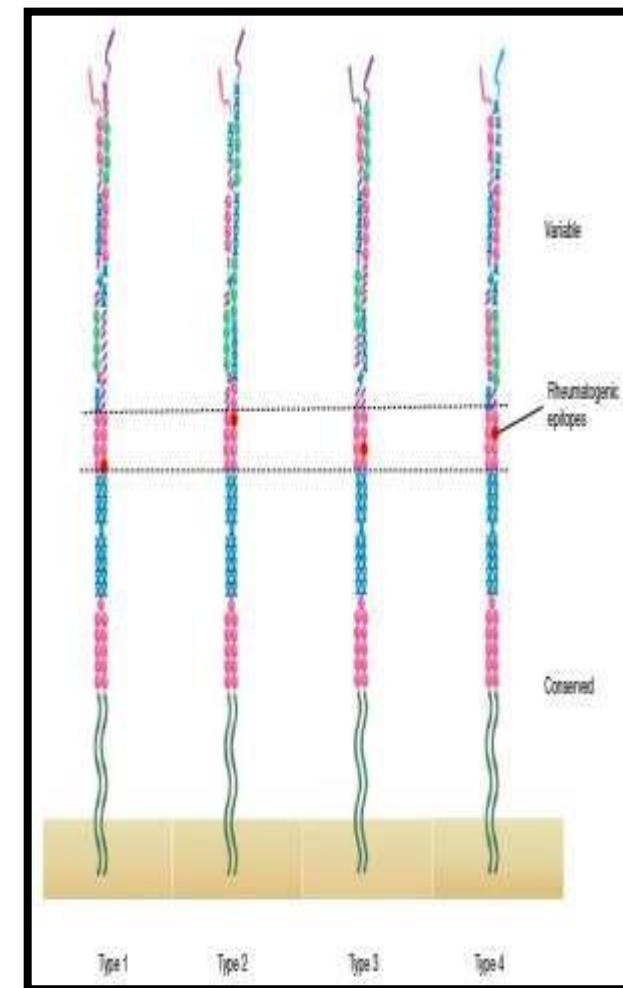 Variable
Rheumatogenic
epitopes
Conserved
Type 1
Type 2
Type 3
Type 4